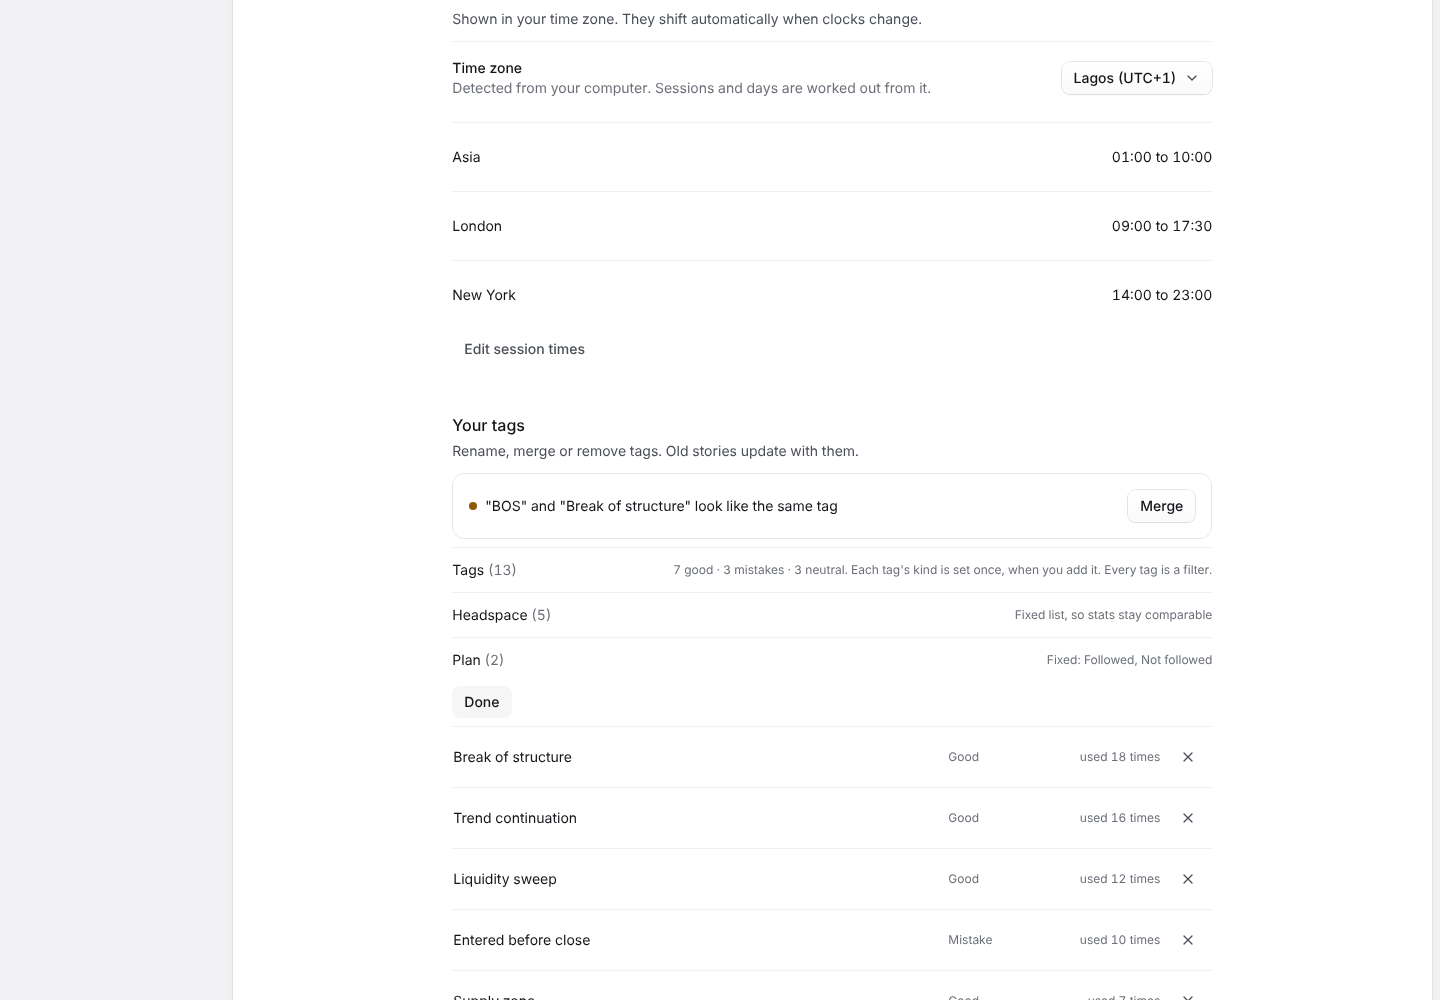 Shown in your time zone. They shift automatically when clocks change.
Time zone
Detected from your computer. Sessions and days are worked out from it.
Lagos (UTC+1)
Asia
01:00 to 10:00
London
09:00 to 17:30
New York
14:00 to 23:00
Edit session times
Your tags
Rename, merge or remove tags. Old stories update with them.
"BOS" and "Break of structure" look like the same tag
Merge
Tags (13)
7 good · 3 mistakes · 3 neutral. Each tag's kind is set once, when you add it. Every tag is a filter.
Headspace (5)
Fixed list, so stats stay comparable
Plan (2)
Fixed: Followed, Not followed
Done
Break of structure
Good
used 18 times
Trend continuation
Good
used 16 times
Liquidity sweep
Good
used 12 times
Entered before close
Mistake
used 10 times
Supply zone
Good
used 7 times